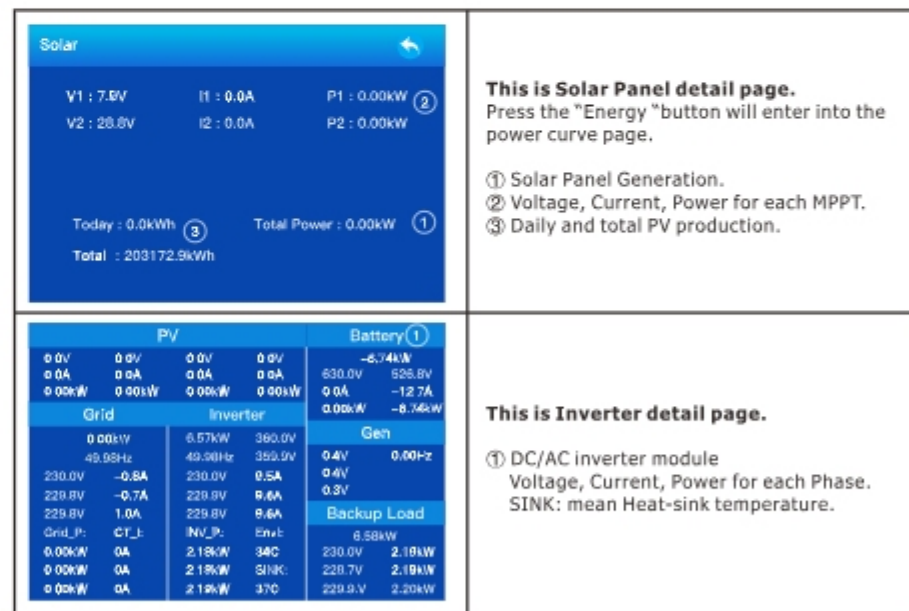 Solar
V1 : 7.8V I1 : 0.0A P1 : 0.00kW ②
V2 : 28.8V I2 : 0.0A P2 : 0.00kW
Today : 0.0kWh ③ Total Power : 0.00kW ①
Total : 203172.9kWh
This is Solar Panel detail page.
Press the "Energy "button will enter into the
power curve page.
① Solar Panel Generation.
② Voltage, Current, Power for each MPPT.
③ Daily and total PV production.
PV
0.0V 0.0V 0.0V 0.0V
0.0A 0.0A 0.0A 0.0A
0.00kW 0.00kW 0.00kW 0.00kW
Grid Inverter
0.00kW 6.57kW 360.0V
49.98Hz 49.98Hz 359.9V
230.0V -0.8A 230.0V 9.5A
229.8V -0.7A 229.9V 9.6A
229.8V 1.0A 229.9V 9.6A
Grid_P: CT_I: INV_P: Envi:
0.00kW 0A 2.19kW 34C
0.00kW 0A 2.19kW SINK:
0.00kW 0A 2.19kW 37C
Battery ①
630.0V 526.8V
0.0A -12.7A
0.00kW
Gen
0.4V 0.00Hz
0.4V
0.3V
Backup Load
6.58kW
230.0V 2.19kW
228.7V 2.19kW
229.9.V 2.20kW
This is Inverter detail page.
① DC/AC inverter module
Voltage, Current, Power for each Phase.
SINK: mean Heat-sink temperature.